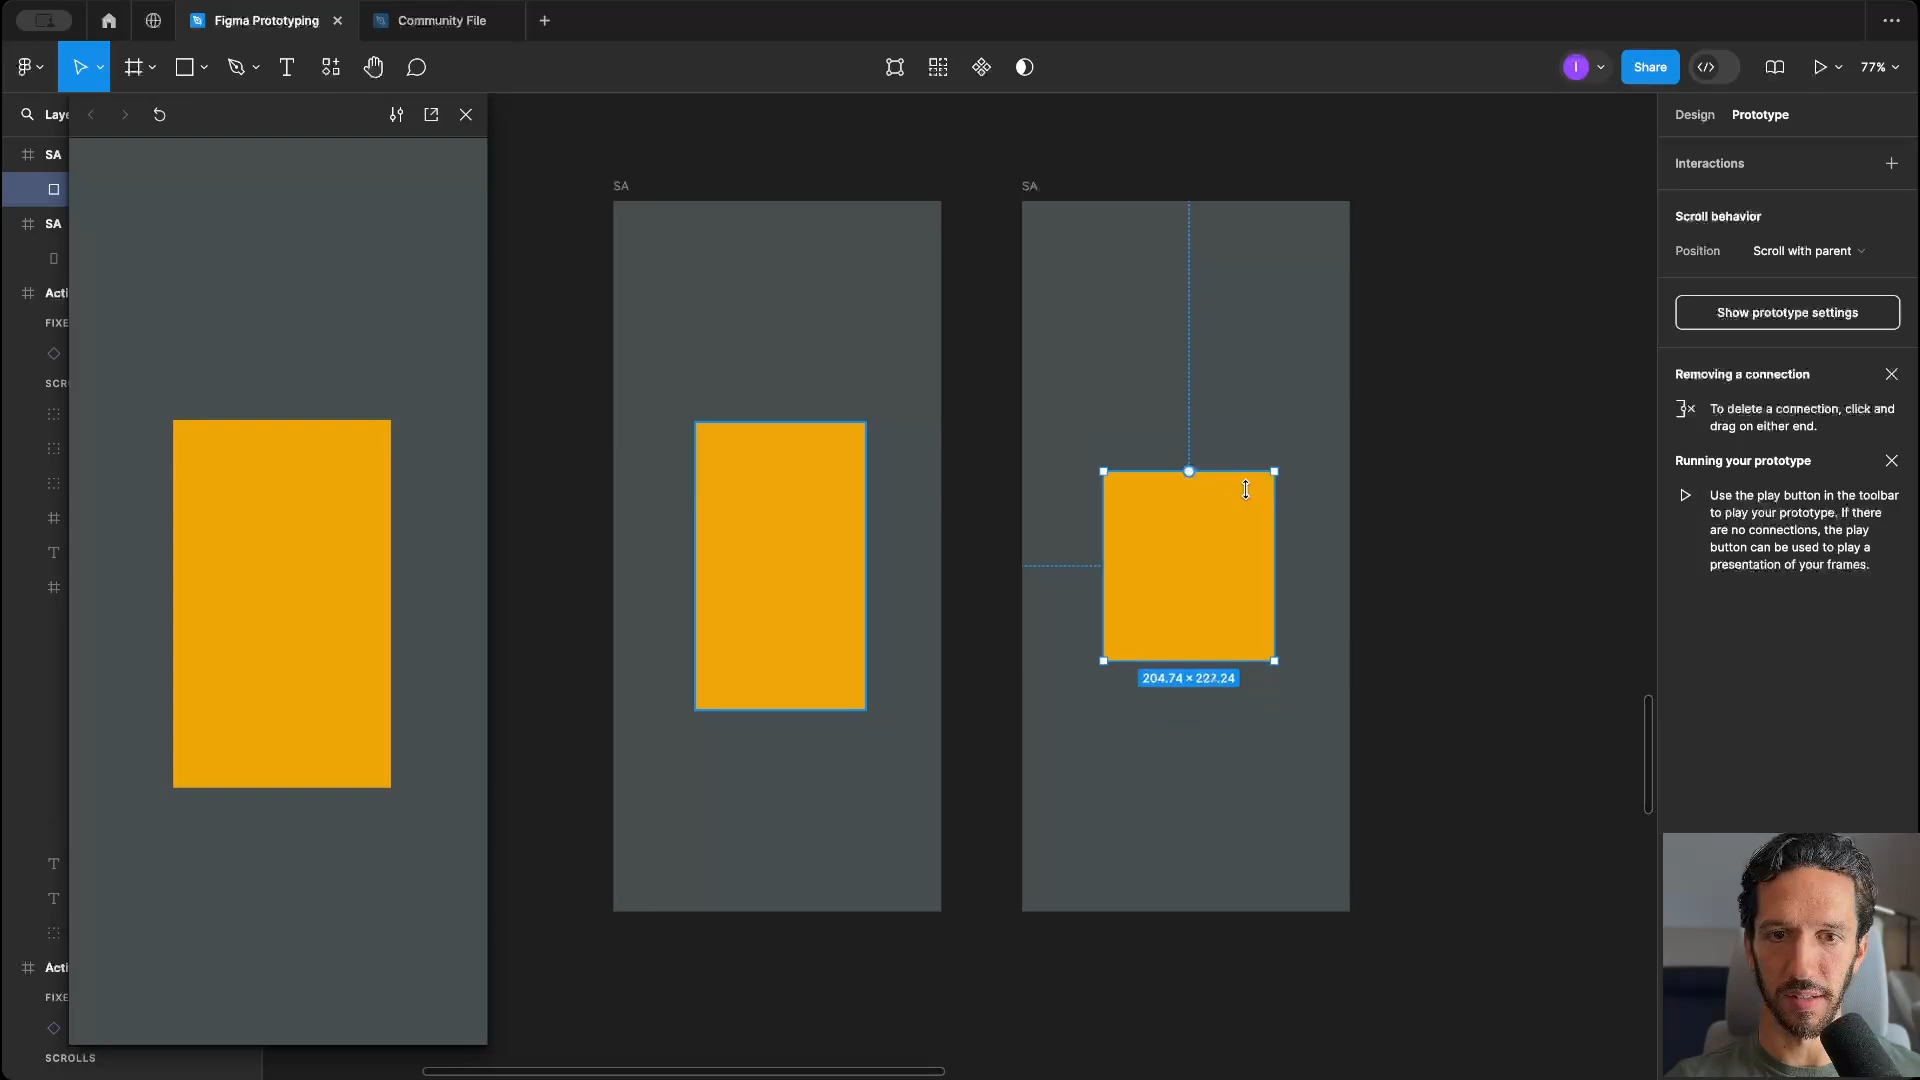 Figma Prototyping
Community File
Share
77%
Laye
SA
SA
Acti
FIXE
SCRO
Acti
FIXE
SCROLLS
SA
SA
204.74 × 227.24
Design
Prototype
Interactions
Scroll behavior
Position
Scroll with parent
Show prototype settings
Removing a connection
To delete a connection, click and
drag on either end.
Running your prototype
Use the play button in the toolbar
to play your prototype. If there
are no connections, the play
button can be used to play a
presentation of your frames.